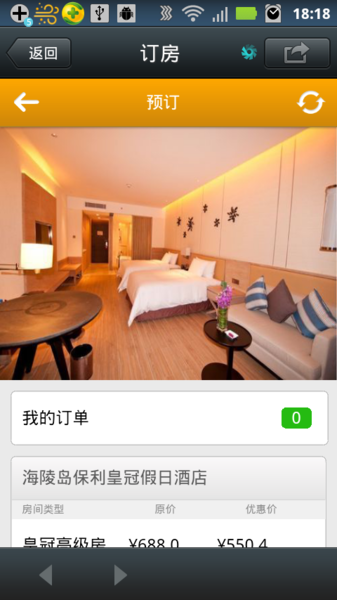 18:18
返回
订房
预订
我的订单
0
海陵岛保利皇冠假日酒店
房间类型 原价 优惠价
皇冠高级房 ¥688.0 ¥550.4